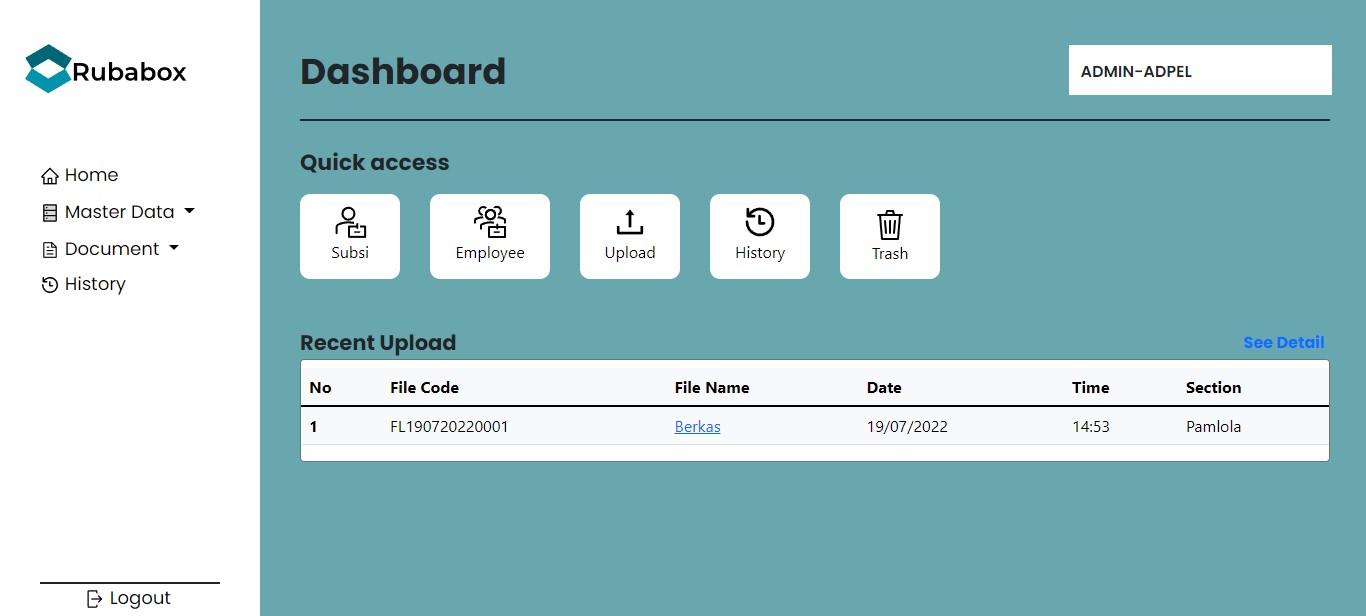 Rubabox
Home
Master Data
Document
History
Logout
Dashboard
ADMIN-ADPEL
Quick access
Subsi
Employee
Upload
History
Trash
Recent Upload
See Detail
No File Code File Name Date Time Section
1 FL190720220001 Berkas 19/07/2022 14:53 Pamlola